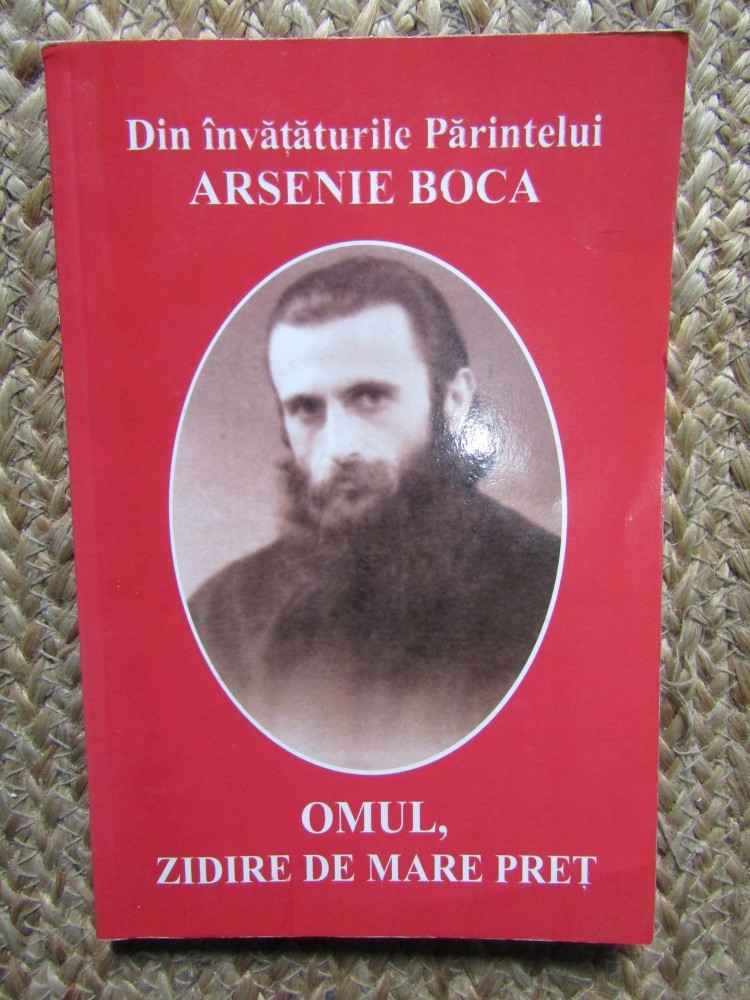 Din învățăturile Părintelui
ARSENIE BOCA
OMUL,
ZIDIRE DE MARE PREȚ